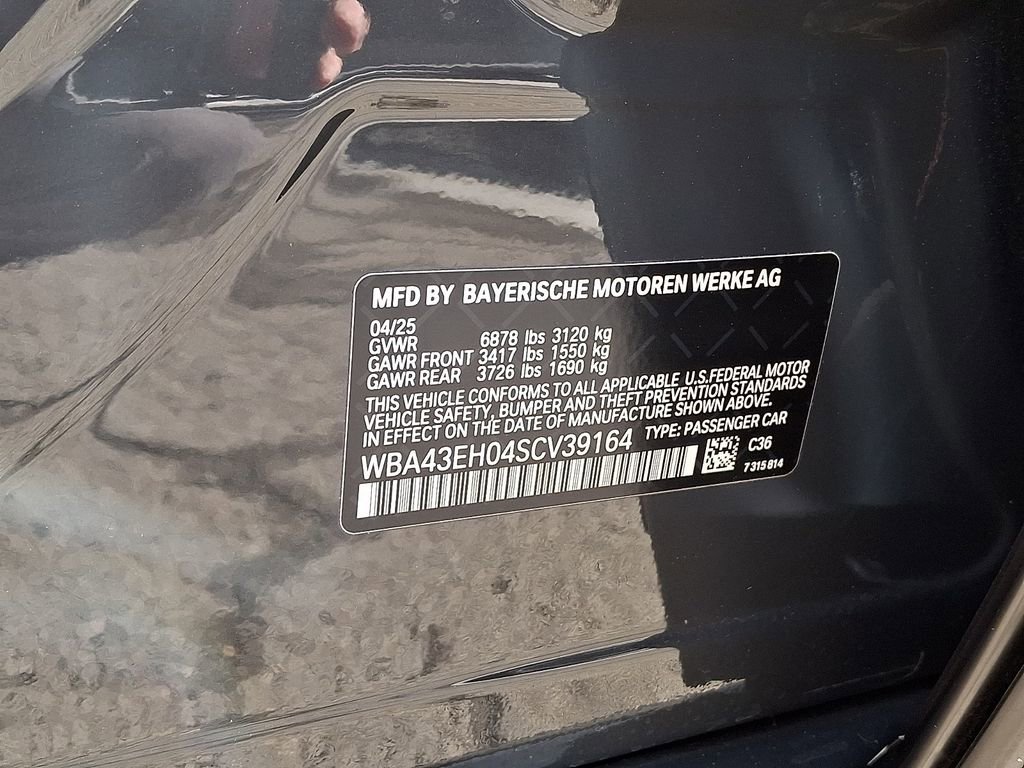 MFD BY BAYERISCHE MOTOREN WERKE AG
04/25
GVWR 6878 lbs 3120 kg
GAWR FRONT 3417 lbs 1550 kg
GAWR REAR 3726 lbs 1690 kg
THIS VEHICLE CONFORMS TO ALL APPLICABLE U.S.FEDERAL MOTOR
VEHICLE SAFETY, BUMPER AND THEFT PREVENTION STANDARDS
IN EFFECT ON THE DATE OF MANUFACTURE SHOWN ABOVE.
WBA43EH04SCV39164 TYPE: PASSENGER CAR
C36
7315814